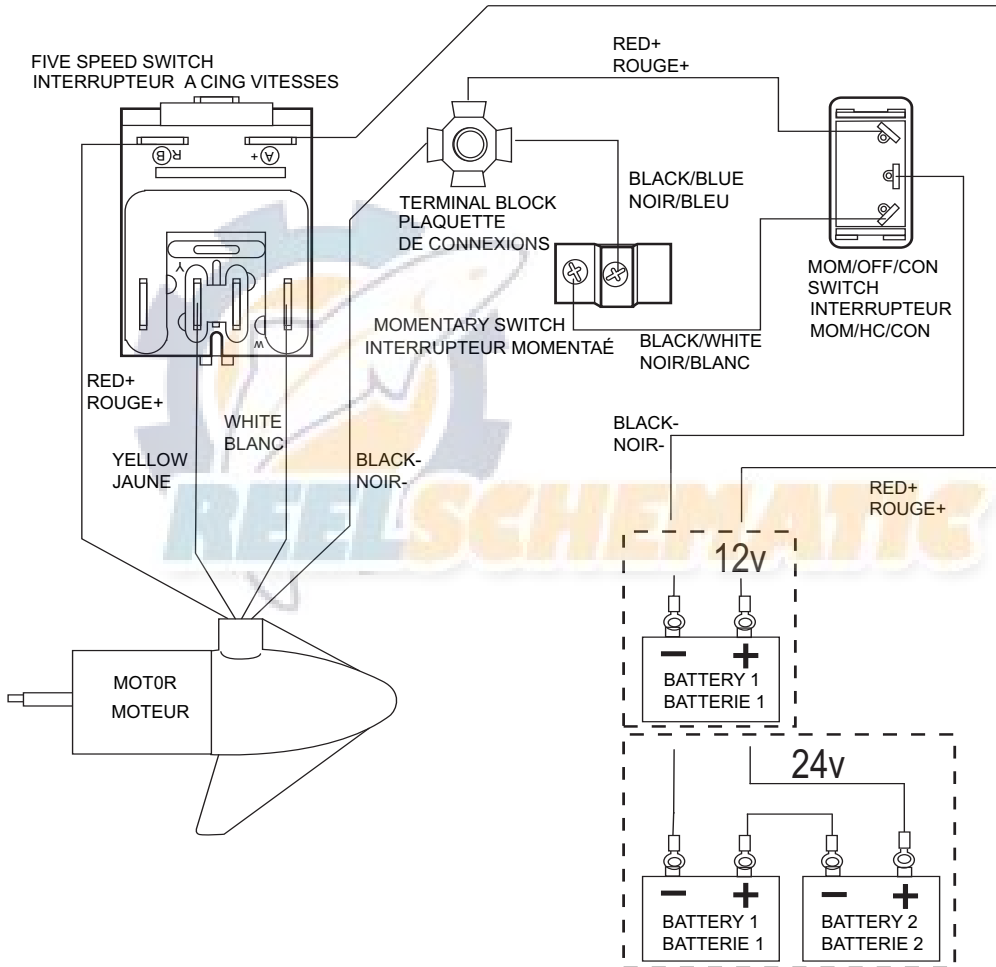 RED+
ROUGE+
FIVE SPEED SWITCH
INTERRUPTEUR A CING VITESSES
B R
A +
Y
W
TERMINAL BLOCK
PLAQUETTE
DE CONNEXIONS
BLACK/BLUE
NOIR/BLEU
MOM/OFF/CON
SWITCH
INTERRUPTEUR
MOM/HC/CON
MOMENTARY SWITCH
INTERRUPTEUR MOMENTAÉ
BLACK/WHITE
NOIR/BLANC
RED+
ROUGE+
WHITE
BLANC
YELLOW
JAUNE
BLACK-
NOIR-
BLACK-
NOIR-
RED+
ROUGE+
REELSCHEMATIC
12v
- +
BATTERY 1
BATTERIE 1
MOT0R
MOTEUR
24v
- +
BATTERY 1
BATTERIE 1
- +
BATTERY 2
BATTERIE 2